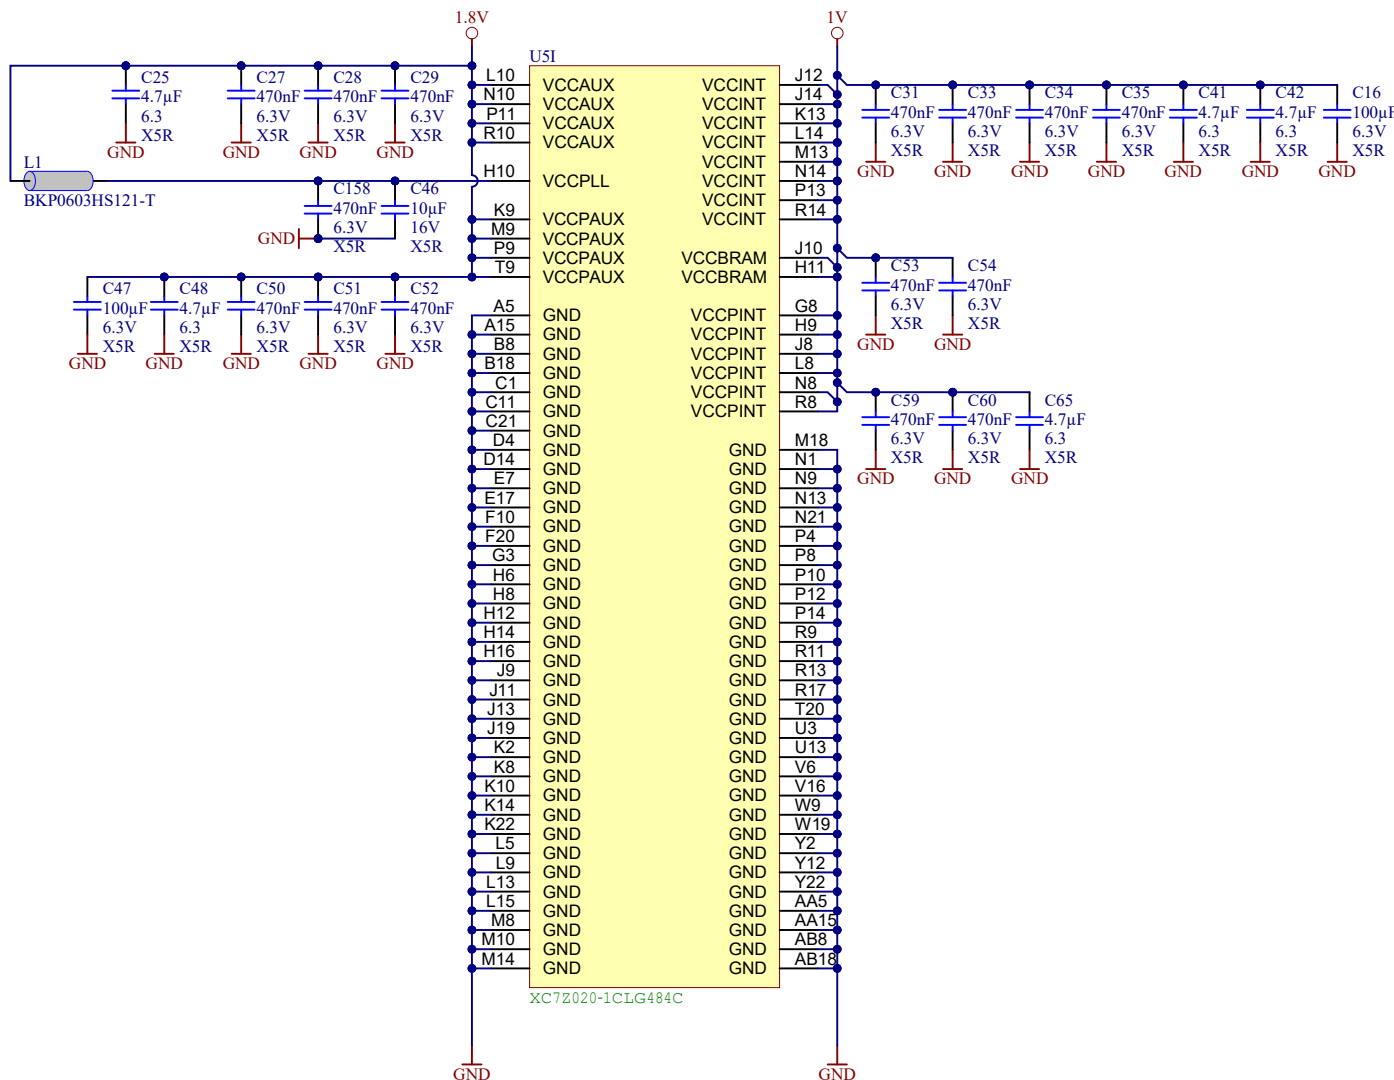 1.8V
1V
U5I
C25
4.7µF
6.3
X5R
GND
C27
470nF
6.3V
X5R
GND
C28
470nF
6.3V
X5R
GND
C29
470nF
6.3V
X5R
GND
L1
BKP0603HS121-T
C158
470nF
6.3V
X5R
C46
10µF
16V
X5R
GND
C47
100µF
6.3V
X5R
GND
C48
4.7µF
6.3
X5R
GND
C50
470nF
6.3V
X5R
GND
C51
470nF
6.3V
X5R
GND
C52
470nF
6.3V
X5R
GND
L10 VCCAUX
N10 VCCAUX
P11 VCCAUX
R10 VCCAUX
H10 VCCPLL
K9 VCCPAUX
M9 VCCPAUX
P9 VCCPAUX
T9 VCCPAUX
A5 GND
A15 GND
B8 GND
B18 GND
C1 GND
C11 GND
C21 GND
D4 GND
D14 GND
E7 GND
E17 GND
F10 GND
F20 GND
G3 GND
H6 GND
H8 GND
H12 GND
H14 GND
H16 GND
J9 GND
J11 GND
J13 GND
J19 GND
K2 GND
K8 GND
K10 GND
K14 GND
K22 GND
L5 GND
L9 GND
L13 GND
L15 GND
M8 GND
M10 GND
M14 GND
VCCINT J12
VCCINT J14
VCCINT K13
VCCINT L14
VCCINT M13
VCCINT N14
VCCINT P13
VCCINT R14
VCCBRAM J10
VCCBRAM H11
VCCPINT G8
VCCPINT H9
VCCPINT J8
VCCPINT L8
VCCPINT N8
VCCPINT R8
GND M18
GND N1
GND N9
GND N13
GND N21
GND P4
GND P8
GND P10
GND P12
GND P14
GND R9
GND R11
GND R13
GND R17
GND T20
GND U3
GND U13
GND V6
GND V16
GND W9
GND W19
GND Y2
GND Y12
GND Y22
GND AA5
GND AA15
GND AB8
GND AB18
XC7Z020-1CLG484C
GND
GND
C31
470nF
6.3V
X5R
GND
C33
470nF
6.3V
X5R
GND
C34
470nF
6.3V
X5R
GND
C35
470nF
6.3V
X5R
GND
C41
4.7µF
6.3
X5R
GND
C42
4.7µF
6.3
X5R
GND
C16
100µF
6.3V
X5R
GND
C53
470nF
6.3V
X5R
GND
C54
470nF
6.3V
X5R
GND
C59
470nF
6.3V
X5R
GND
C60
470nF
6.3V
X5R
GND
C65
4.7µF
6.3
X5R
GND